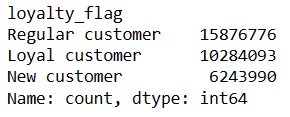 loyalty_flag
Regular customer    15876776
Loyal customer      10284093
New customer         6243990
Name: count, dtype: int64